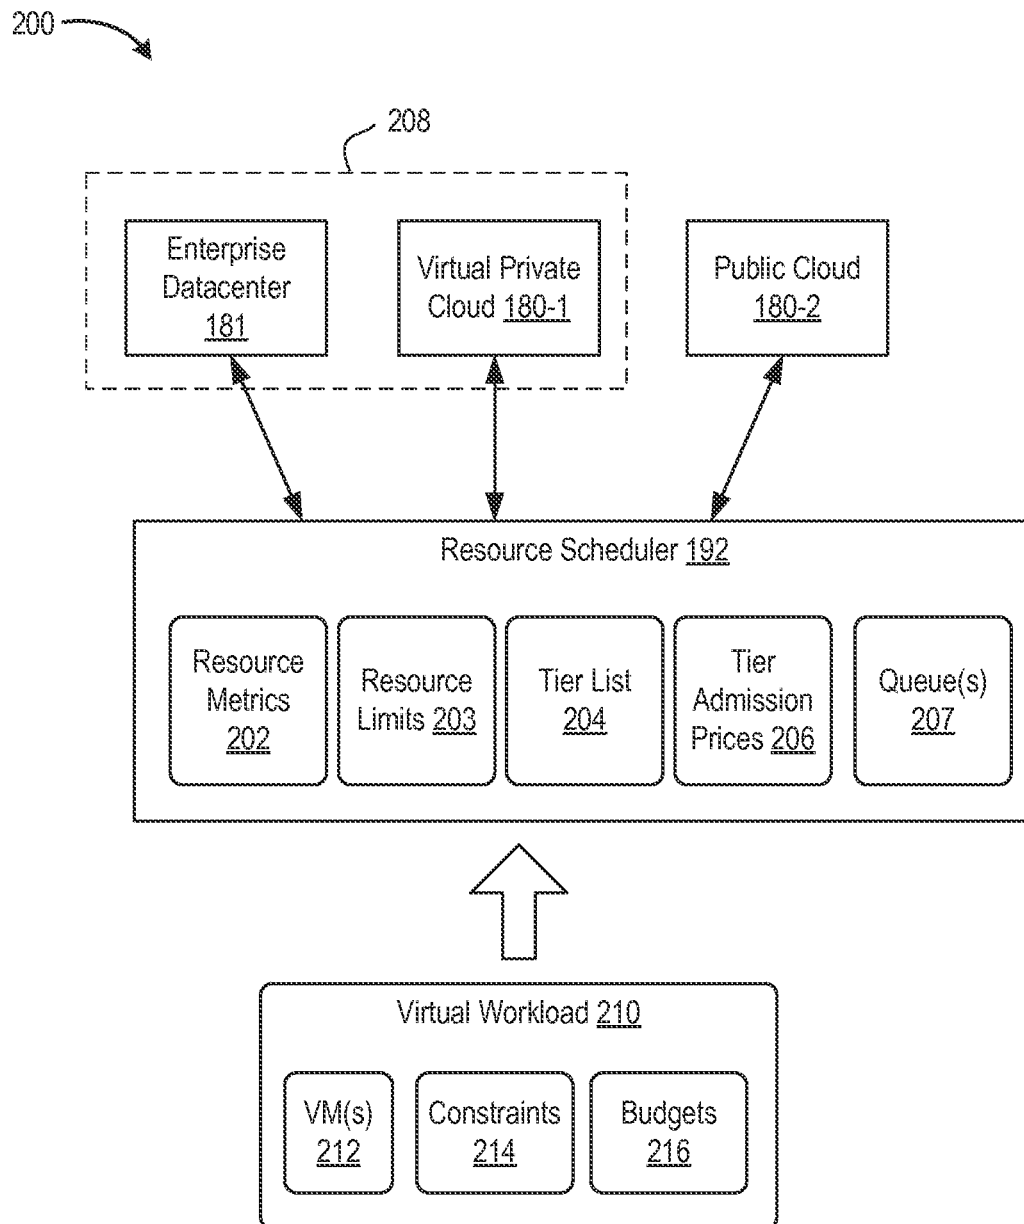 200
208
Enterprise
Datacenter
181
Virtual Private
Cloud 180-1
Public Cloud
180-2
Resource Scheduler 192
Resource
Metrics
202
Resource
Limits 203
Tier List
204
Tier
Admission
Prices 206
Queue(s)
207
Virtual Workload 210
VM(s)
212
Constraints
214
Budgets
216